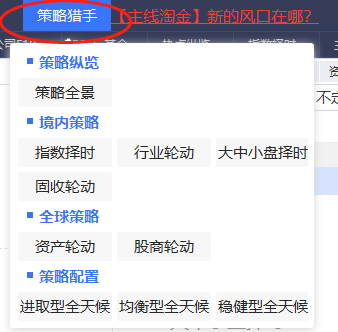 策略猎手 【主线淘金】新的风口在哪？
策略纵览
策略全景
境内策略
指数择时 行业轮动 大中小盘择时
固收轮动
全球策略
资产轮动 股商轮动
策略配置
进取型全天候 均衡型全天候 稳健型全天候
不定